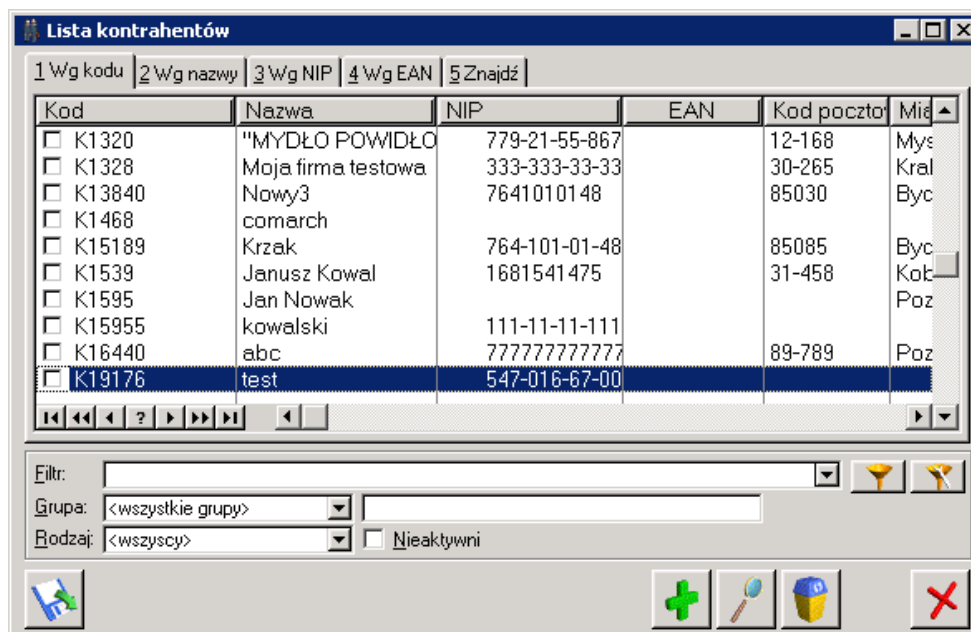 Lista kontrahentów
1 Wg kodu 2 Wg nazwy 3 Wg NIP 4 Wg EAN 5 Znajdź
Kod Nazwa NIP EAN Kod poczto Mia
K1320 "MYDŁO POWIDŁO 779-21-55-867 12-168 Mys
K1328 Moja firma testowa 333-333-33-33 30-265 Kral
K13840 Nowy3 7641010148 85030 Byc
K1468 comarch
K15189 Krzak 764-101-01-48 85085 Byc
K1539 Janusz Kowal 1681541475 31-458 Kob
K1595 Jan Nowak Poz
K15955 kowalski 111-11-11-111
K16440 abc 777777777777 89-789 Poz
K19176 test 547-016-67-00
?
Filtr:
Grupa: <wszystkie grupy>
Rodzaj: <wszyscy> Nieaktywni